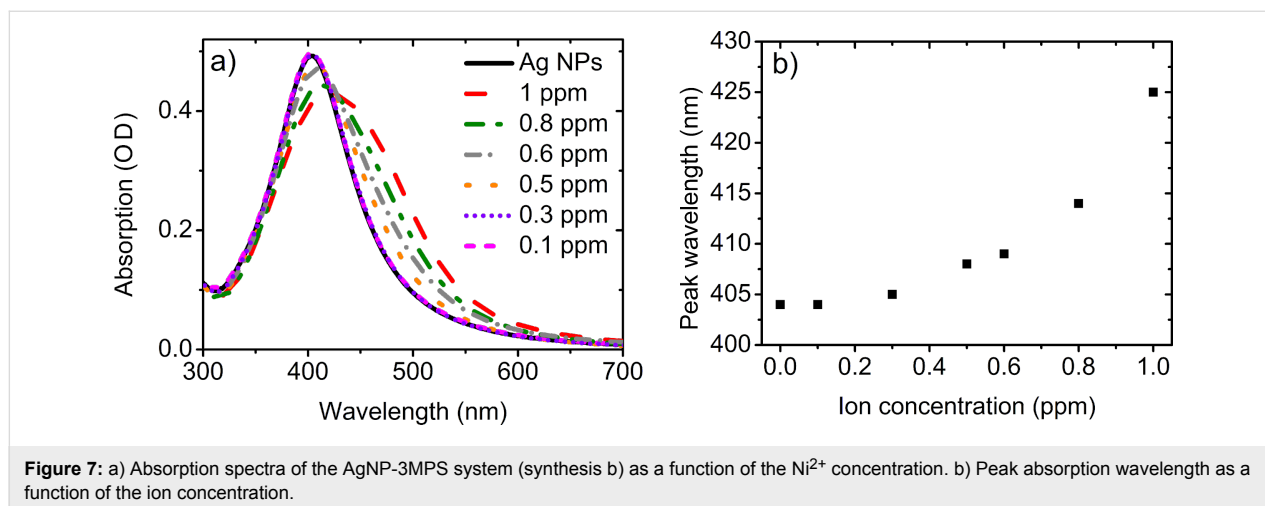 a)
Absorption (OD)
0.4
0.2
0.0
300 400 500 600 700
Wavelength (nm)
Ag NPs
1 ppm
0.8 ppm
0.6 ppm
0.5 ppm
0.3 ppm
0.1 ppm
b)
Peak wavelength (nm)
430
425
420
415
410
405
400
0.0 0.2 0.4 0.6 0.8 1.0
Ion concentration (ppm)
Figure 7: a) Absorption spectra of the AgNP-3MPS system (synthesis b) as a function of the Ni²⁺ concentration. b) Peak absorption wavelength as a
function of the ion concentration.